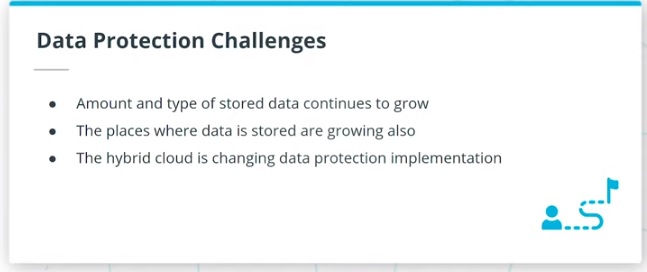 Data Protection Challenges
● Amount and type of stored data continues to grow
● The places where data is stored are growing also
● The hybrid cloud is changing data protection implementation